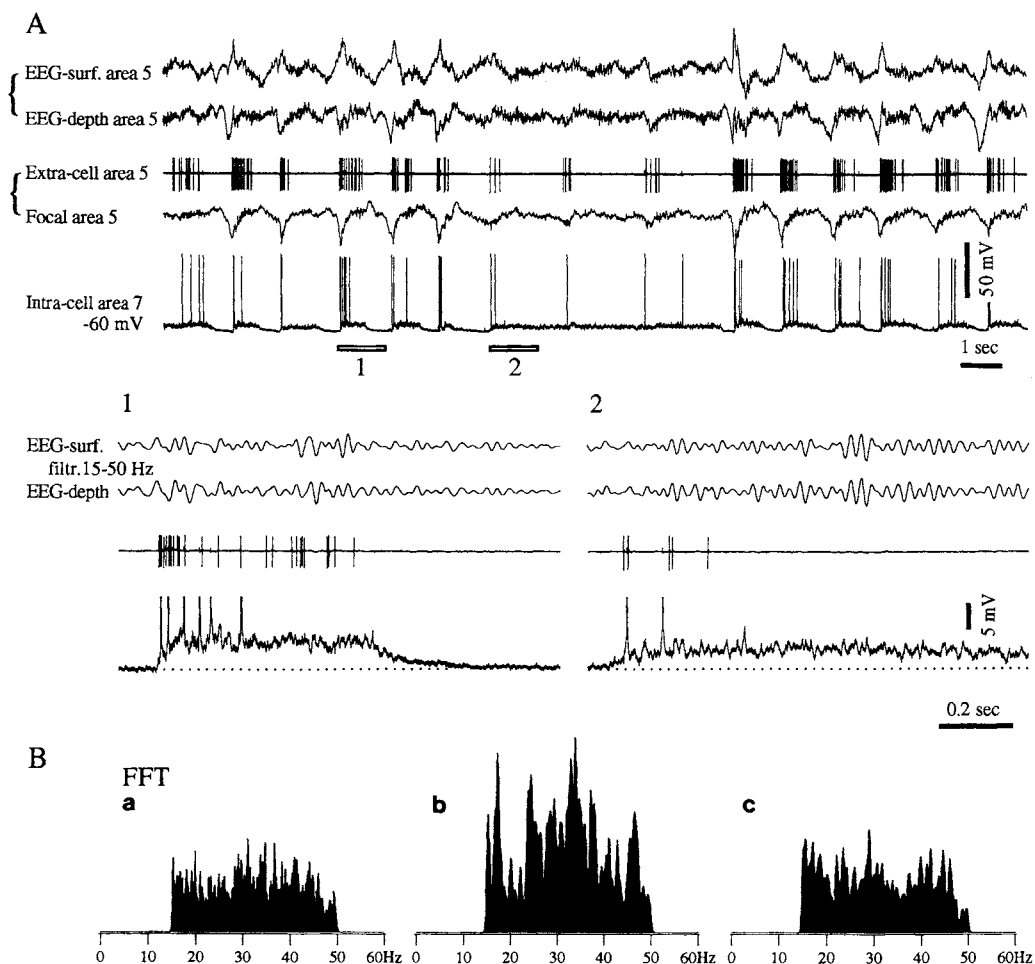 A
EEG-surf. area 5
EEG-depth area 5
Extra-cell area 5
Focal area 5
50 mV
Intra-cell area 7
-60 mV
1 sec
1
2
1
2
EEG-surf.
filtr.15-50 Hz
EEG-depth
5 mV
0.2 sec
B
FFT
a
b
c
0 10 20 30 40 50 60Hz
0 10 20 30 40 50 60Hz
0 10 20 30 40 50 60Hz